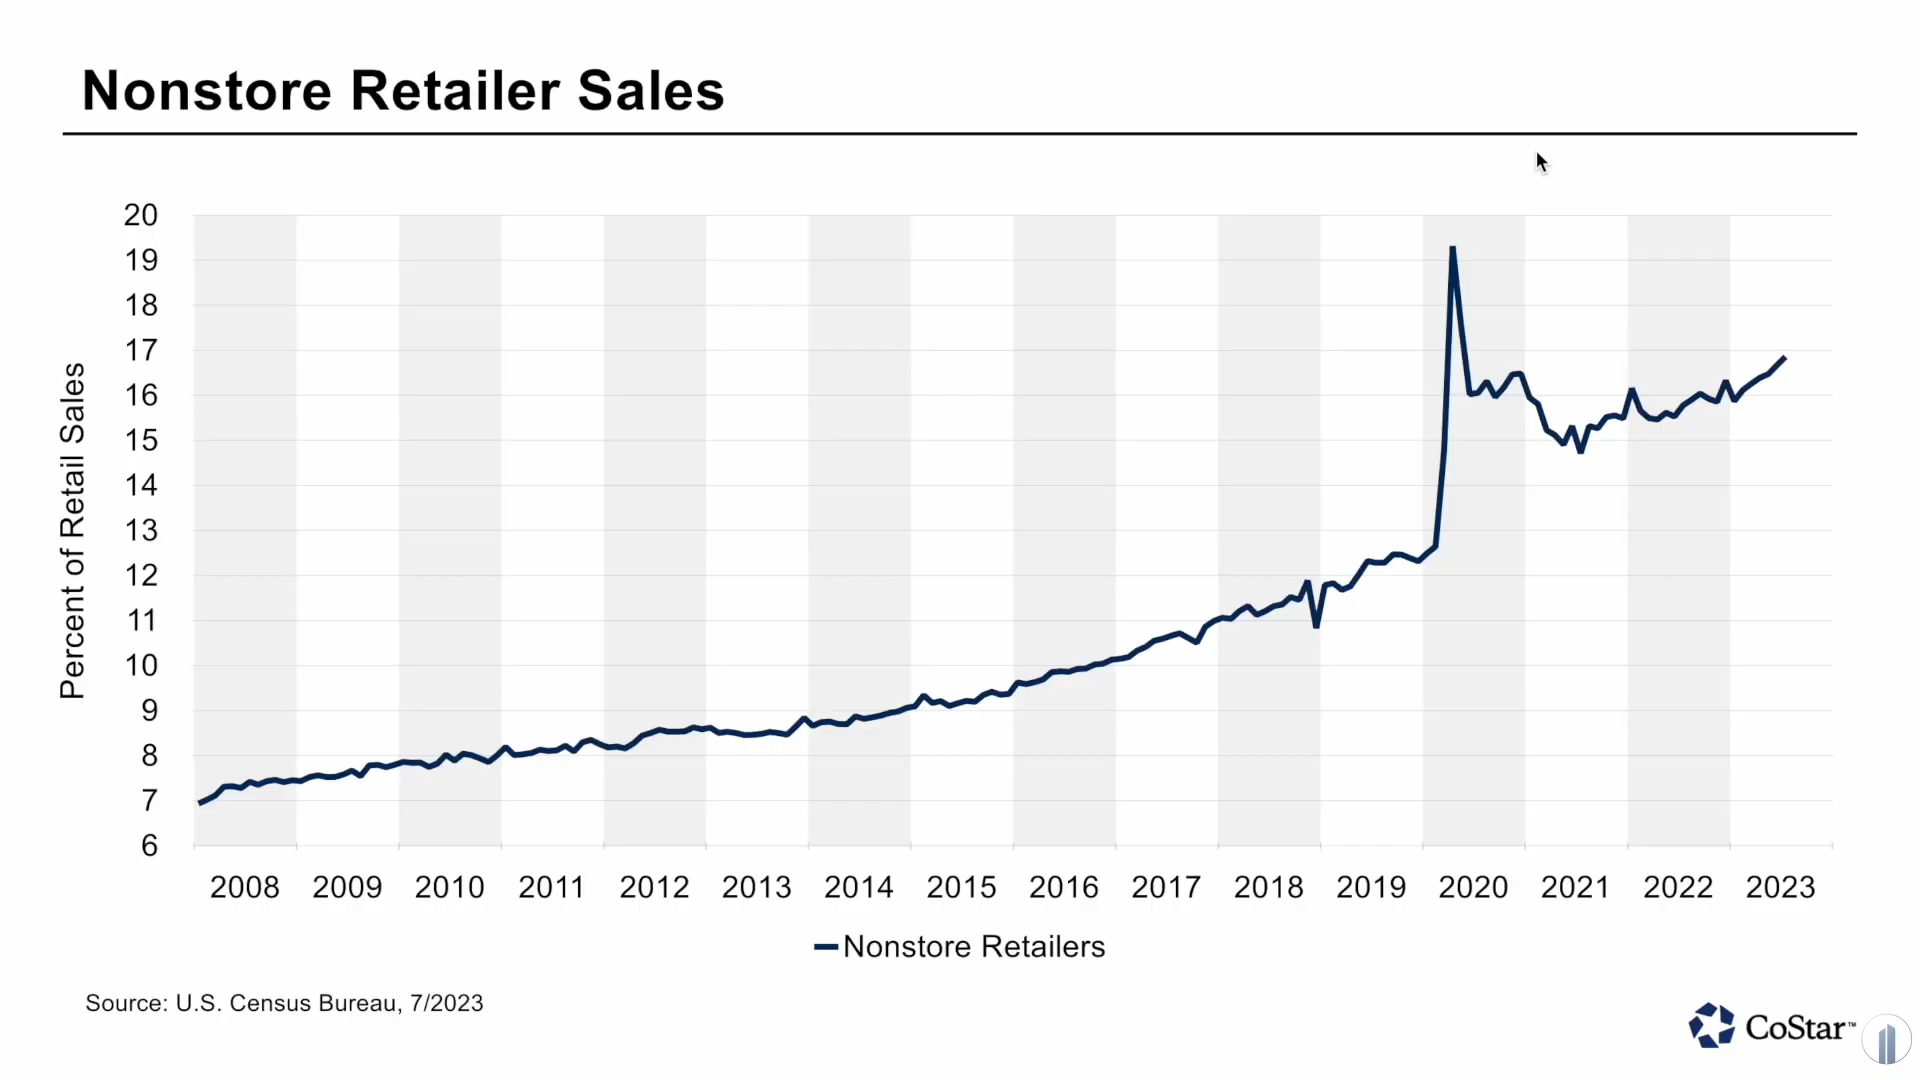 Nonstore Retailer Sales
Percent of Retail Sales
20
19
18
17
16
15
14
13
12
11
10
9
8
7
6
2008 2009 2010 2011 2012 2013 2014 2015 2016 2017 2018 2019 2020 2021 2022 2023
Nonstore Retailers
Source: U.S. Census Bureau, 7/2023
CoStar™